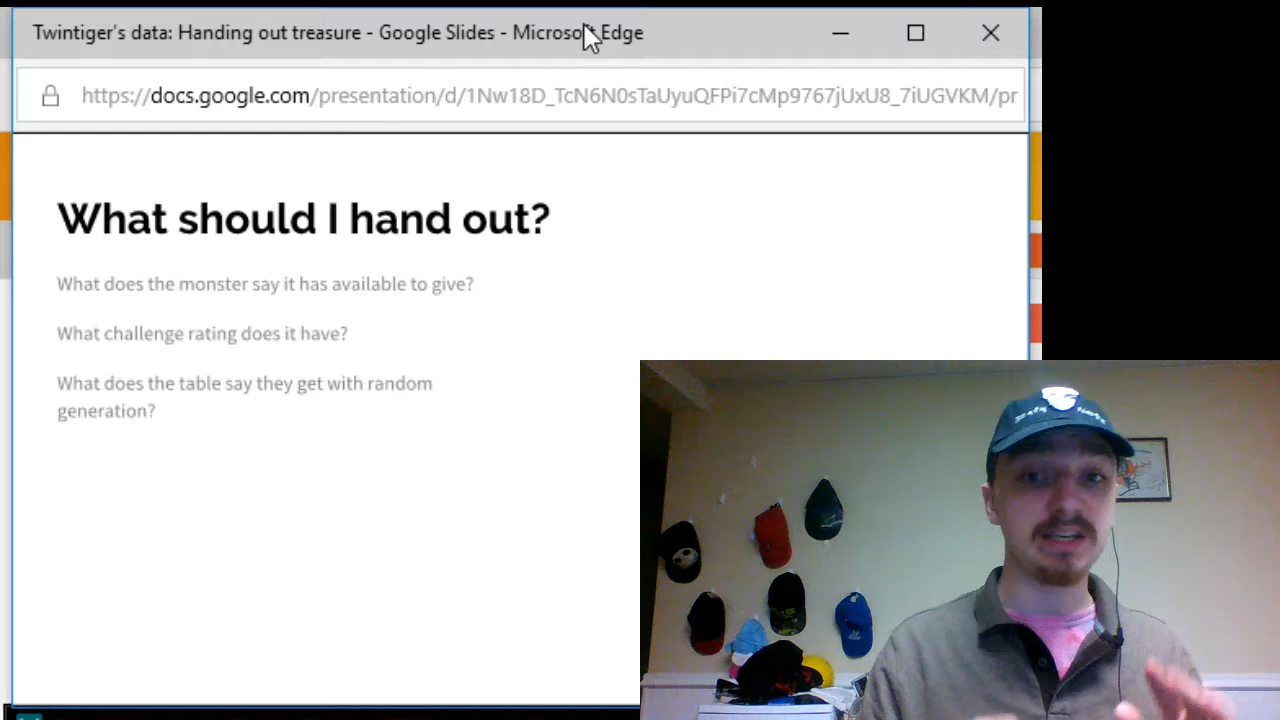 Twintiger's data: Handing out treasure - Google Slides - Microsoft Edge
https://docs.google.com/presentation/d/1Nw18D_TcN6N0sTaUyuQFPi7cMp9767jUxU8_7iUGVKM/pr
What should I hand out?
What does the monster say it has available to give?
What challenge rating does it have?
What does the table say they get with random
generation?